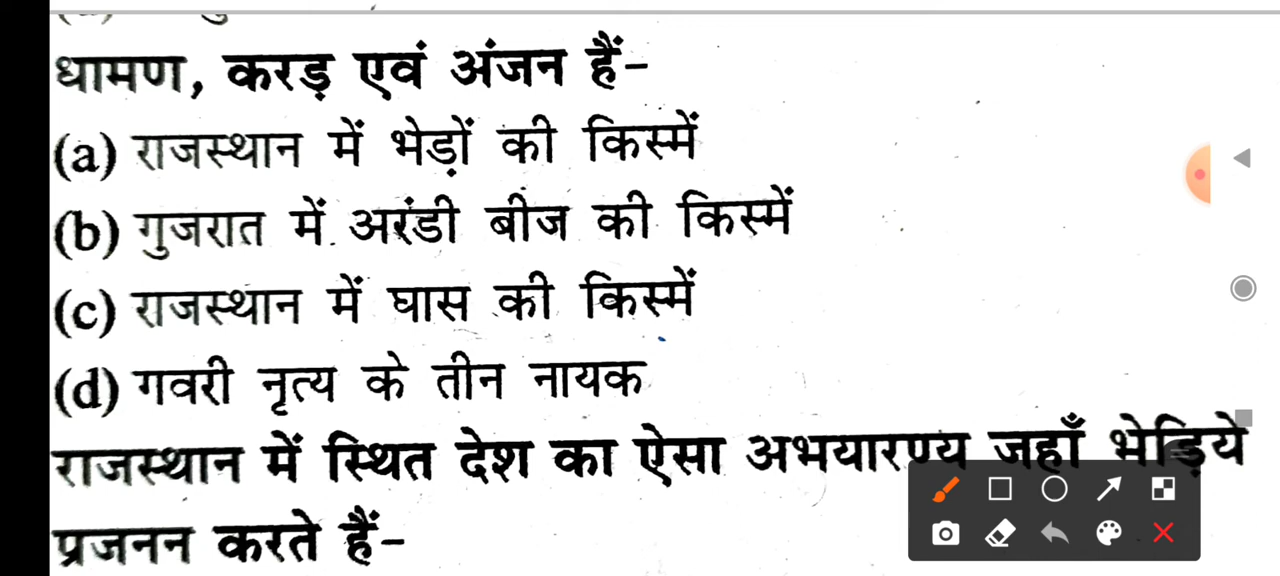 धामण, करड़ एवं अंजन हैं-
(a) राजस्थान में भेड़ों की किस्में
(b) गुजरात में अरंडी बीज की किस्में
(c) राजस्थान में घास की किस्में
(d) गवरी नृत्य के तीन नायक
राजस्थान में स्थित देश का ऐसा अभयारण्य जहाँ भेड़िये
प्रजनन करते हैं-